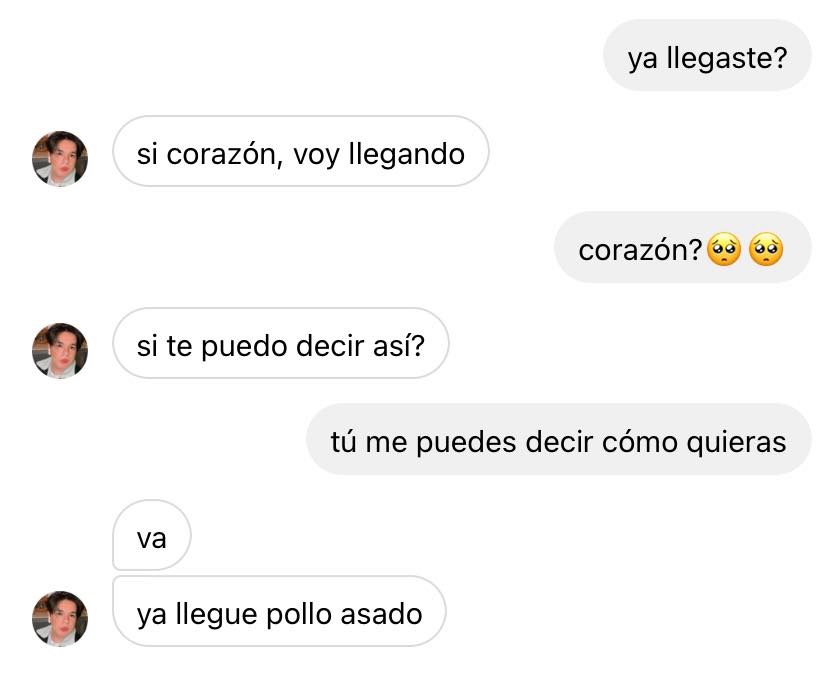 ya llegaste?
si corazón, voy llegando
corazón?🥺🥺
si te puedo decir así?
tú me puedes decir cómo quieras
va
ya llegue pollo asado